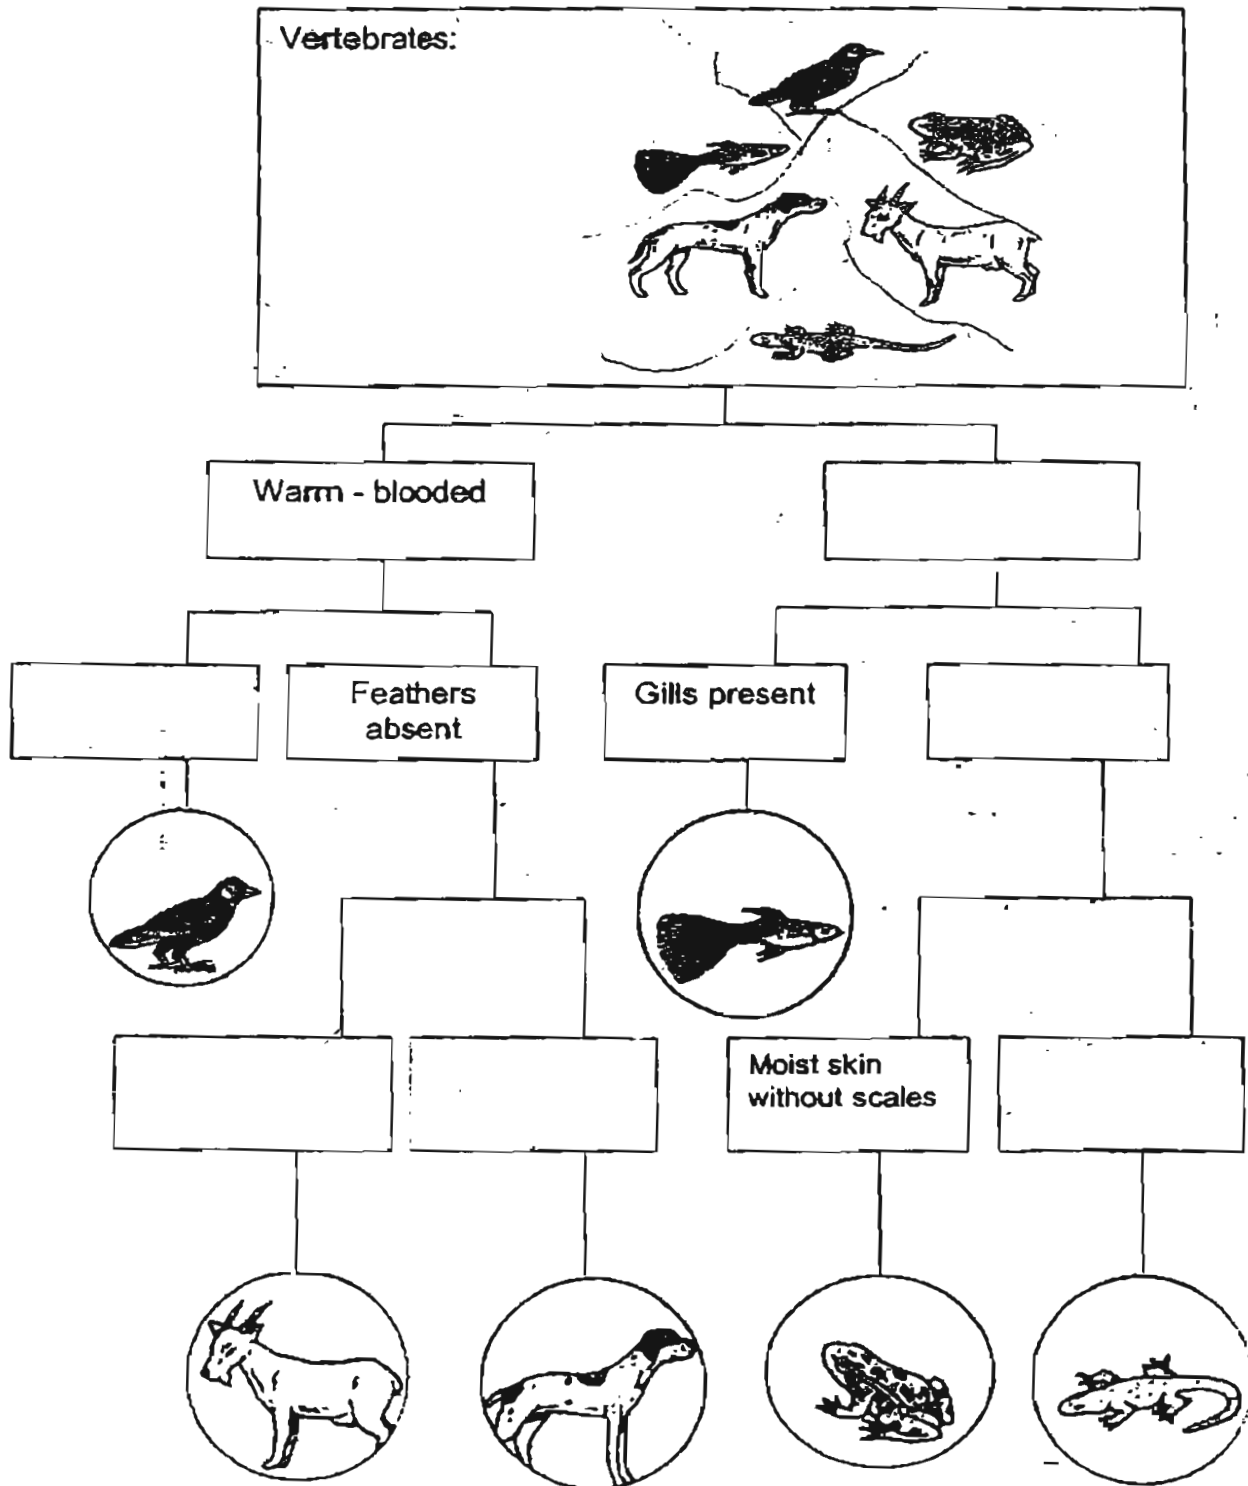 Vertebrates:
Warm - blooded
Feathers
absent
Gills present
Moist skin
without scales